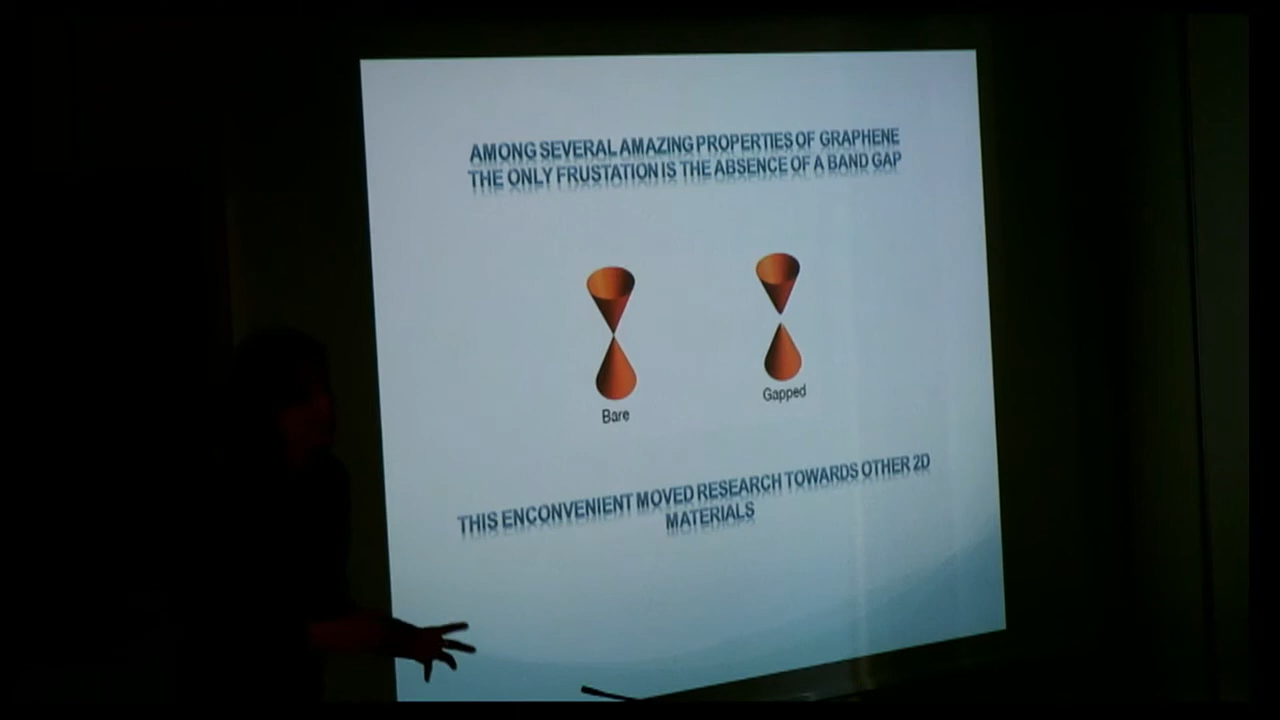 AMONG SEVERAL AMAZING PROPERTIES OF GRAPHENE
THE ONLY FRUSTATION IS THE ABSENCE OF A BAND GAP
Bare
Gapped
THIS ENCONVENIENT MOVED RESEARCH TOWARDS OTHER 2D
MATERIALS